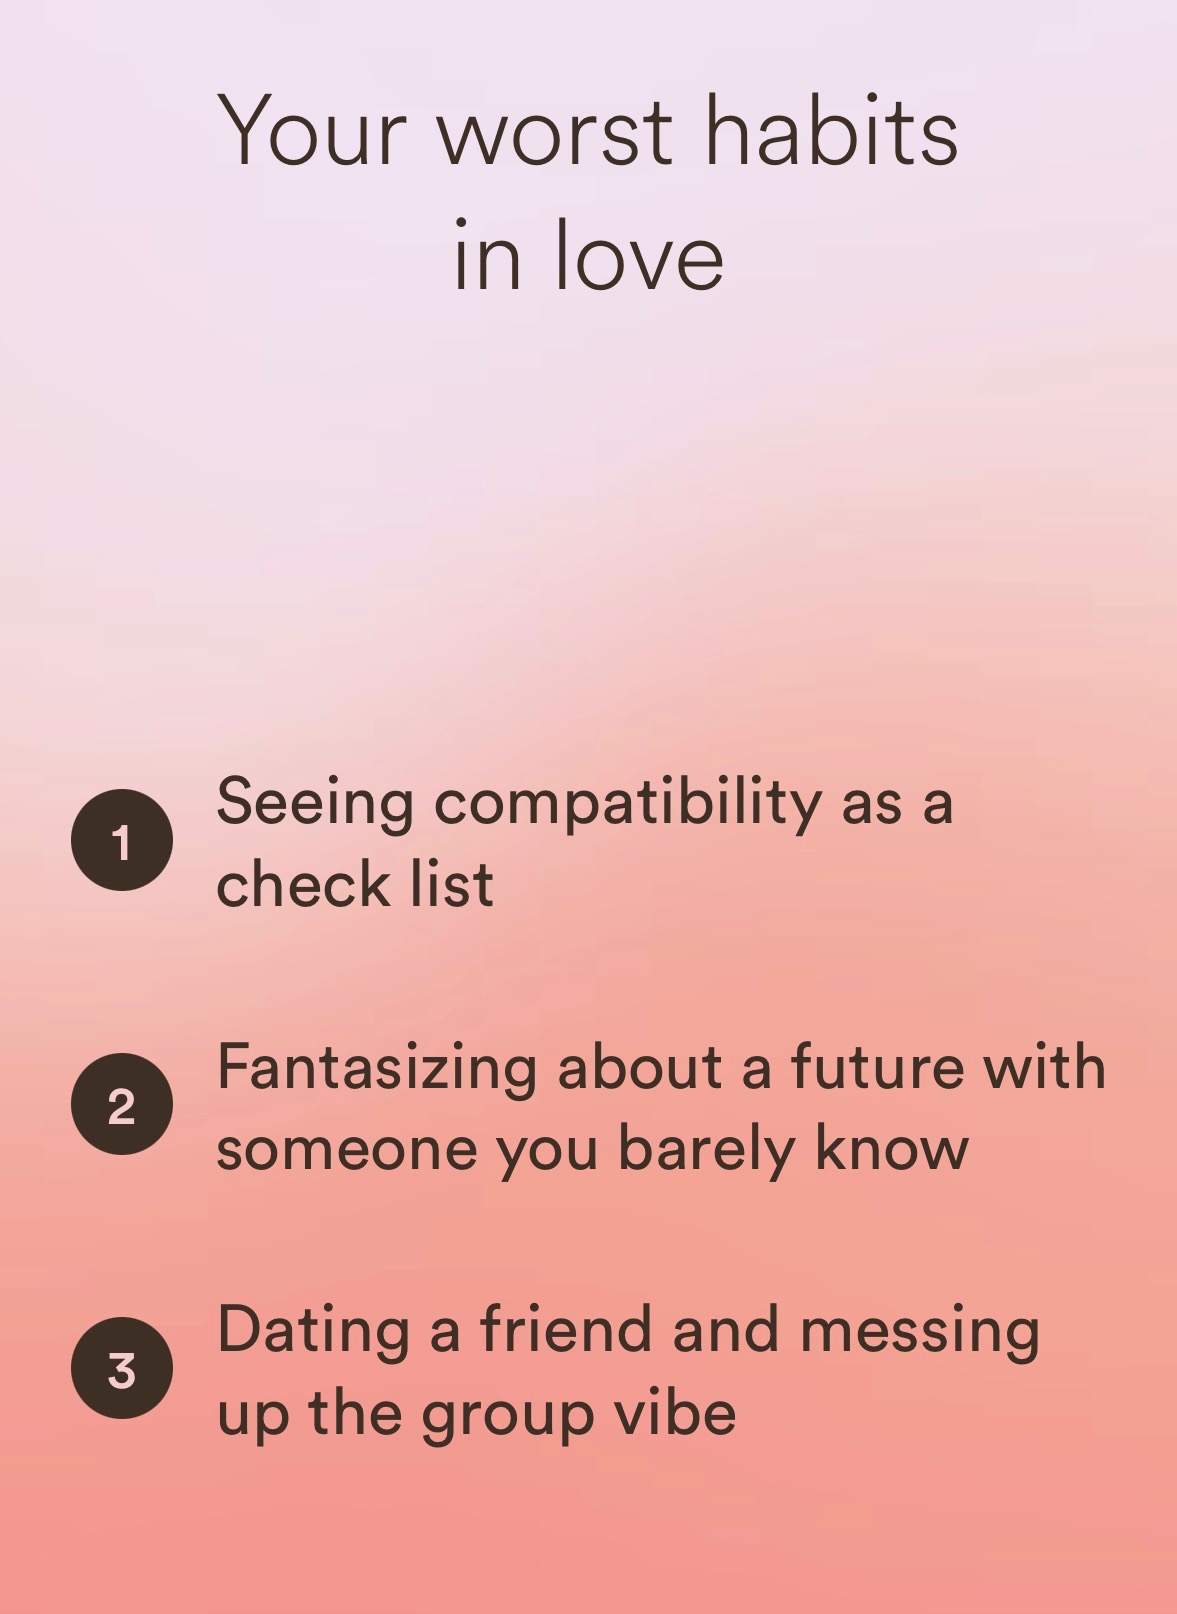 Your worst habits
in love
1 Seeing compatibility as a
check list
2 Fantasizing about a future with
someone you barely know
3 Dating a friend and messing
up the group vibe